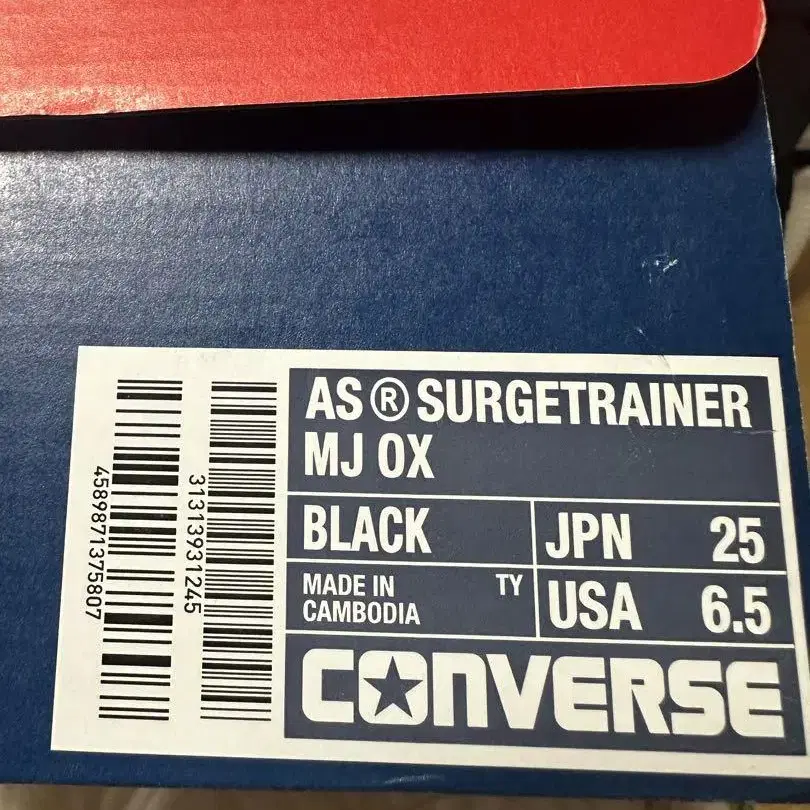 AS® SURGETRAINER
MJ OX
BLACK
JPN 25
MADE IN
CAMBODIA
TY
USA 6.5
CONVERSE
4589871375807
31313931245